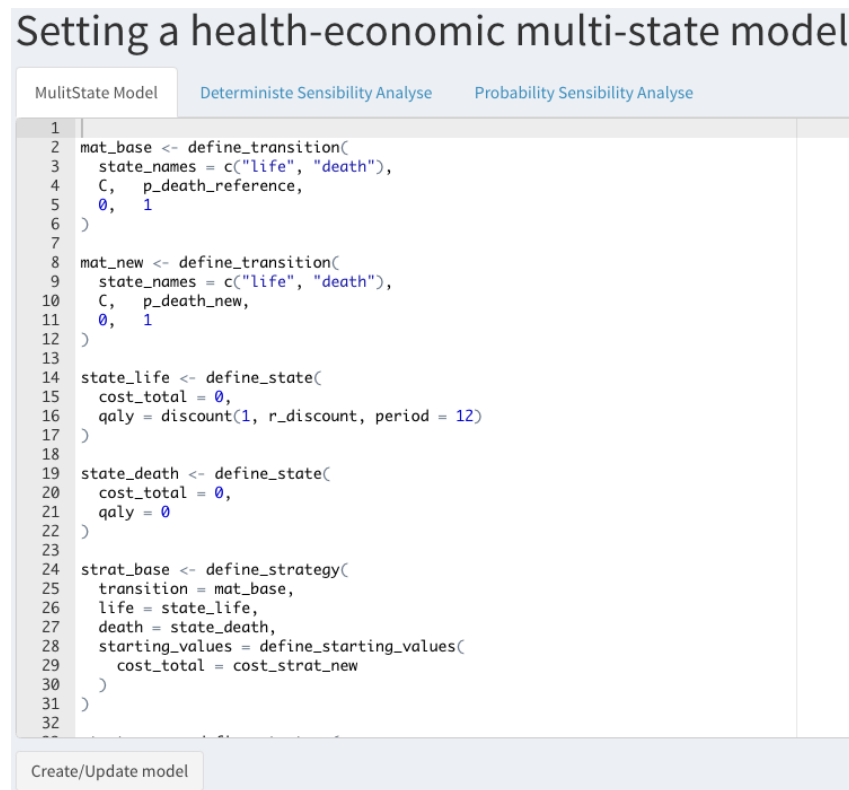 Setting a health-economic multi-state model
MulitState Model Deterministe Sensibility Analyse Probability Sensibility Analyse
1
2 mat_base <- define_transition(
3 state_names = c("life", "death"),
4 C, p_death_reference,
5 0, 1
6 )
7
8 mat_new <- define_transition(
9 state_names = c("life", "death"),
10 C, p_death_new,
11 0, 1
12 )
13
14 state_life <- define_state(
15 cost_total = 0,
16 qaly = discount(1, r_discount, period = 12)
17 )
18
19 state_death <- define_state(
20 cost_total = 0,
21 qaly = 0
22 )
23
24 strat_base <- define_strategy(
25 transition = mat_base,
26 life = state_life,
27 death = state_death,
28 starting_values = define_starting_values(
29 cost_total = cost_strat_new
30 )
31 )
32
Create/Update model